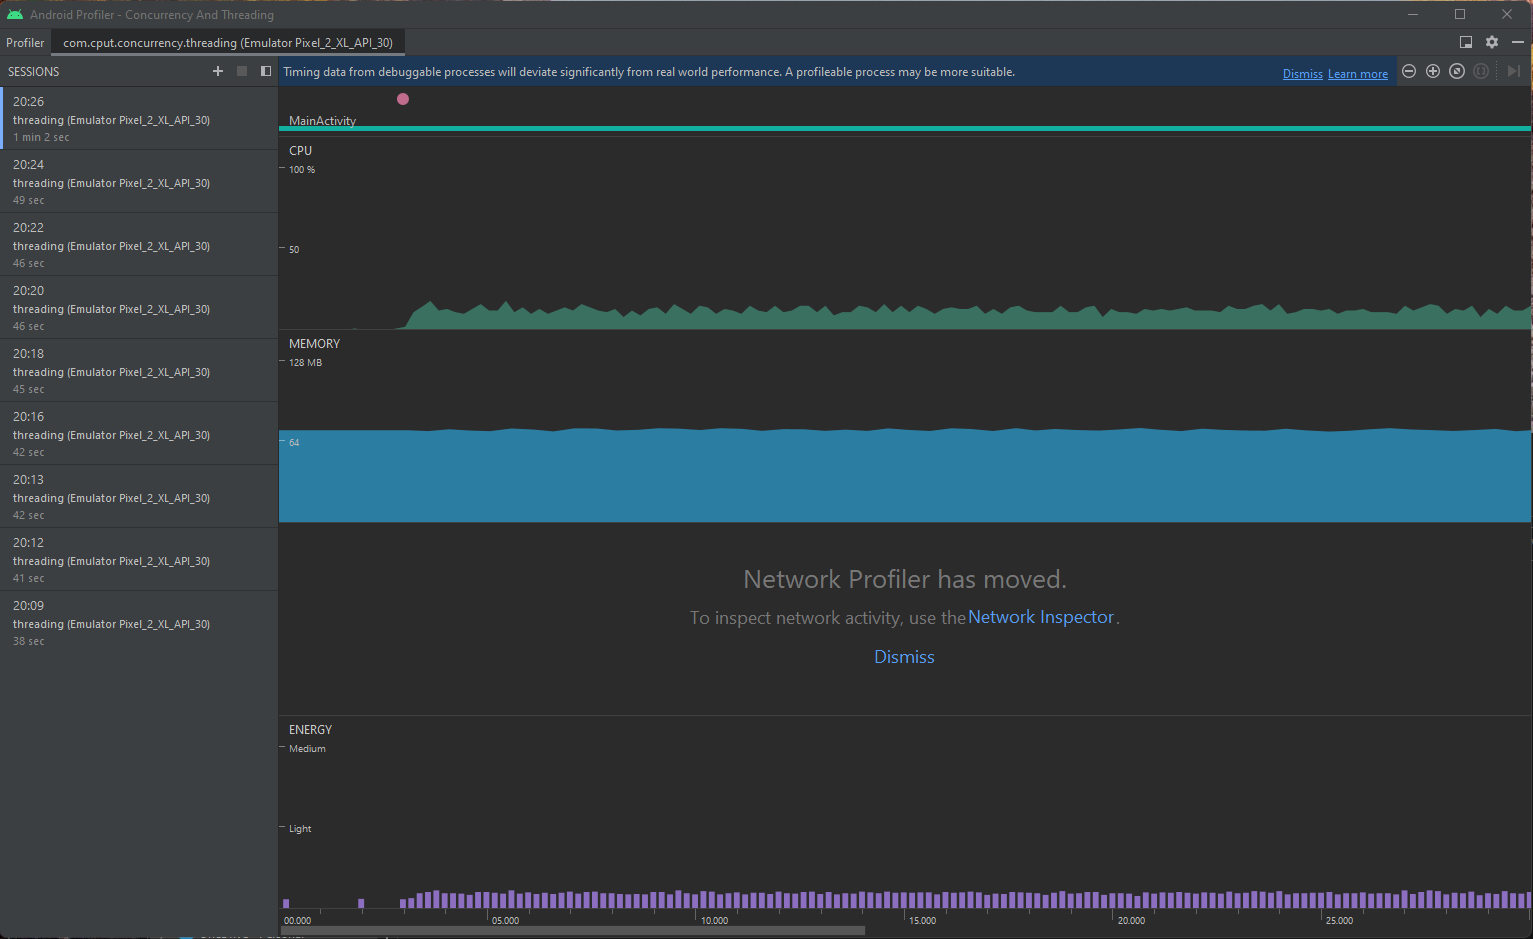 Android Profiler - Concurrency And Threading
Profiler
com.cput.concurrency.threading (Emulator Pixel_2_XL_API_30)
SESSIONS
Timing data from debuggable processes will deviate significantly from real world performance. A profileable process may be more suitable.
Dismiss Learn more
20:26
threading (Emulator Pixel_2_XL_API_30)
1 min 2 sec
20:24
threading (Emulator Pixel_2_XL_API_30)
49 sec
20:22
threading (Emulator Pixel_2_XL_API_30)
46 sec
20:20
threading (Emulator Pixel_2_XL_API_30)
46 sec
20:18
threading (Emulator Pixel_2_XL_API_30)
45 sec
20:16
threading (Emulator Pixel_2_XL_API_30)
42 sec
20:13
threading (Emulator Pixel_2_XL_API_30)
42 sec
20:12
threading (Emulator Pixel_2_XL_API_30)
41 sec
20:09
threading (Emulator Pixel_2_XL_API_30)
38 sec
MainActivity
CPU
100 %
50
MEMORY
128 MB
64
Network Profiler has moved.
To inspect network activity, use the Network Inspector.
Dismiss
ENERGY
Medium
Light
00.000 05.000 10.000 15.000 20.000 25.000